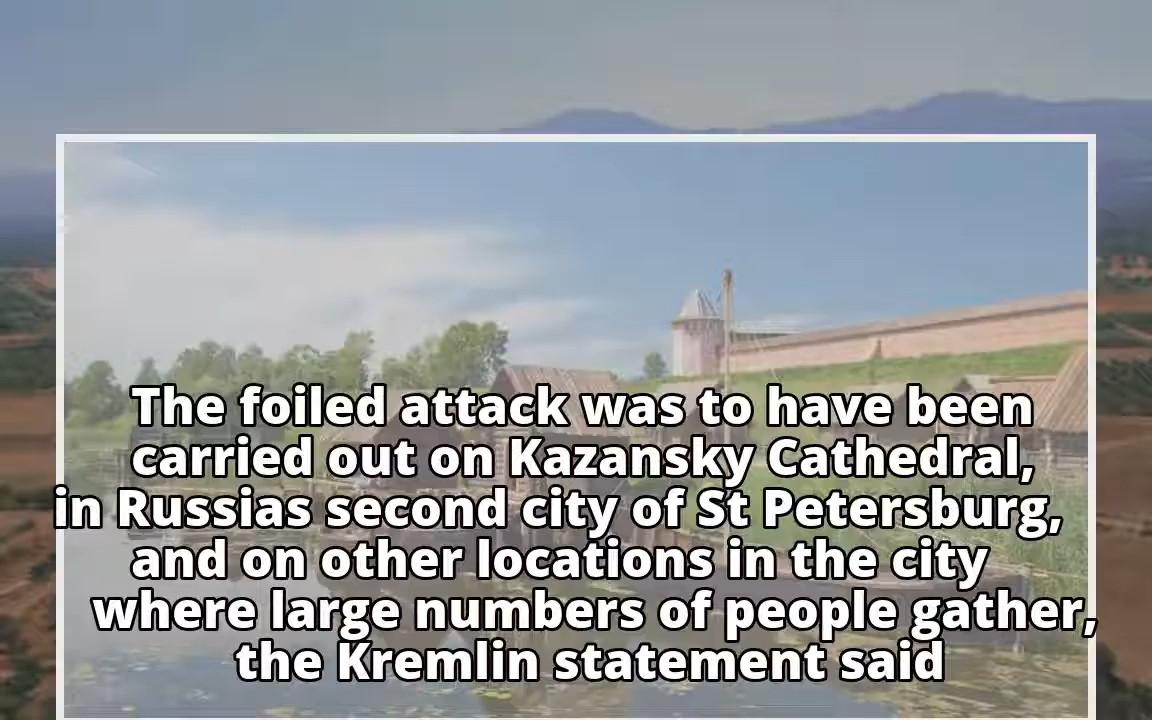 The foiled attack was to have been
carried out on Kazansky Cathedral,
in Russias second city of St Petersburg,
and on other locations in the city
where large numbers of people gather,
the Kremlin statement said